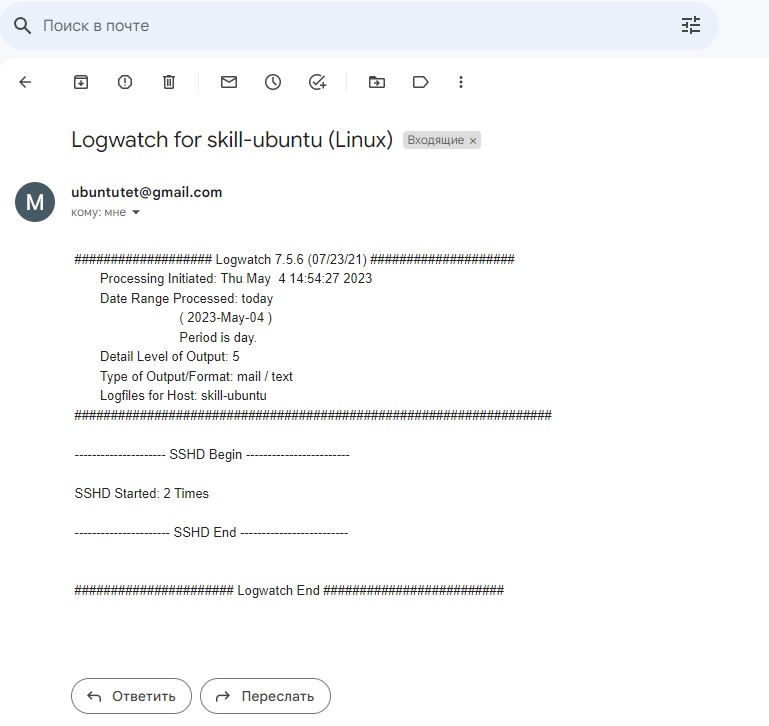 Поиск в почте
Logwatch for skill-ubuntu (Linux) Входящие ×
M
ubuntutet@gmail.com
кому: мне
################### Logwatch 7.5.6 (07/23/21) ####################
Processing Initiated: Thu May  4 14:54:27 2023
Date Range Processed: today
( 2023-May-04 )
Period is day.
Detail Level of Output: 5
Type of Output/Format: mail / text
Logfiles for Host: skill-ubuntu
##################################################################
--------------------- SSHD Begin ------------------------
SSHD Started: 2 Times
---------------------- SSHD End -------------------------
###################### Logwatch End #########################
Ответить
Переслать